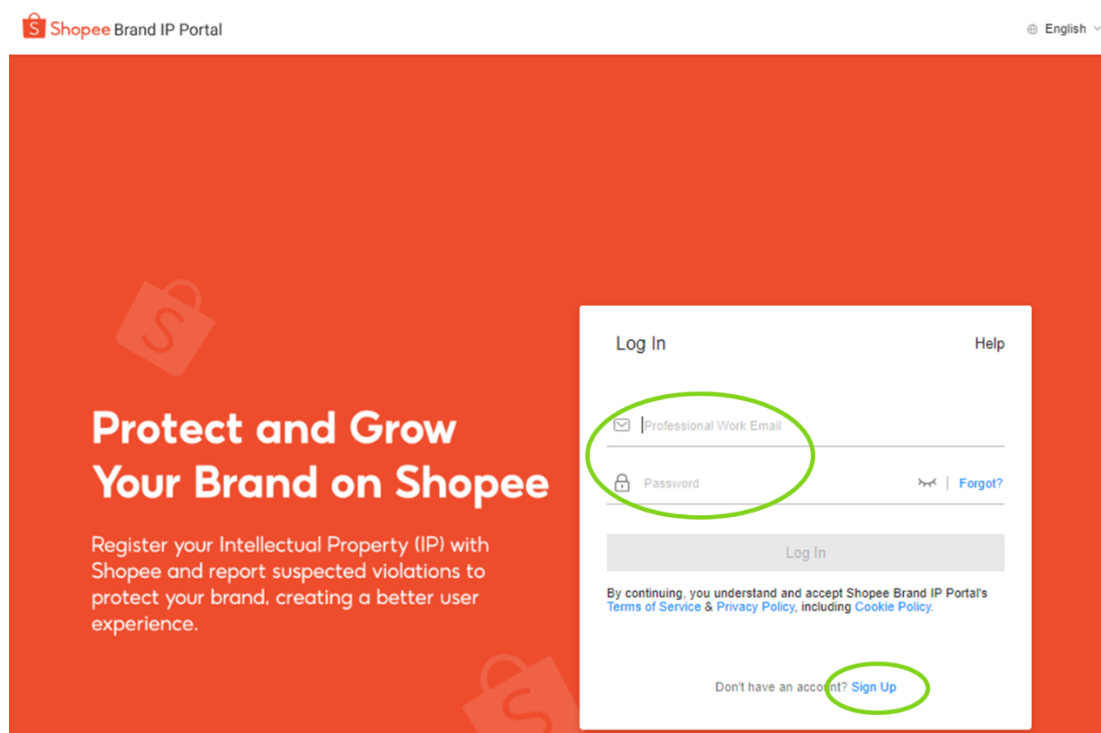 Shopee Brand IP Portal
English
Log In
Help
Professional Work Email
Password
Forgot?
Log In
By continuing, you understand and accept Shopee Brand IP Portal's
Terms of Service & Privacy Policy, including Cookie Policy.
Don't have an account? Sign Up
Protect and Grow
Your Brand on Shopee
Register your Intellectual Property (IP) with
Shopee and report suspected violations to
protect your brand, creating a better user
experience.